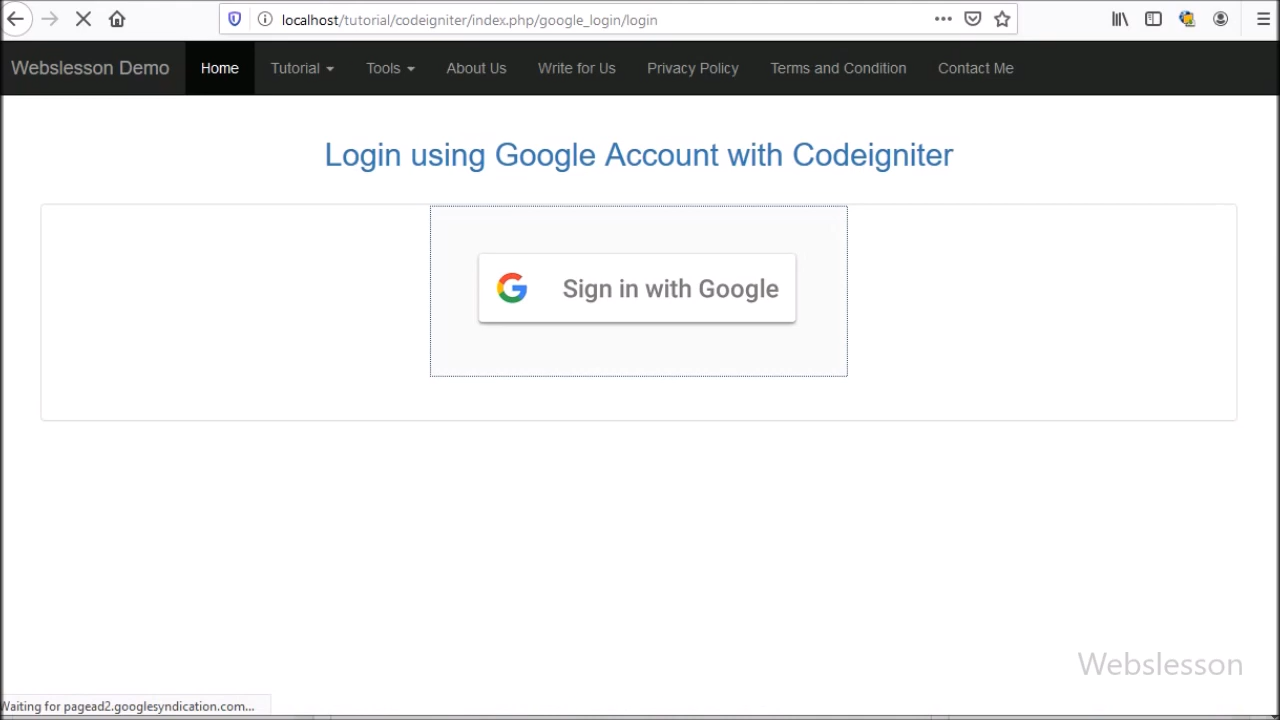 localhost/tutorial/codeigniter/index.php/google_login/login
Webslesson Demo Home Tutorial Tools About Us Write for Us Privacy Policy Terms and Condition Contact Me
Login using Google Account with Codeigniter
Sign in with Google
Webslesson
Waiting for pagead2.googlesyndication.com...